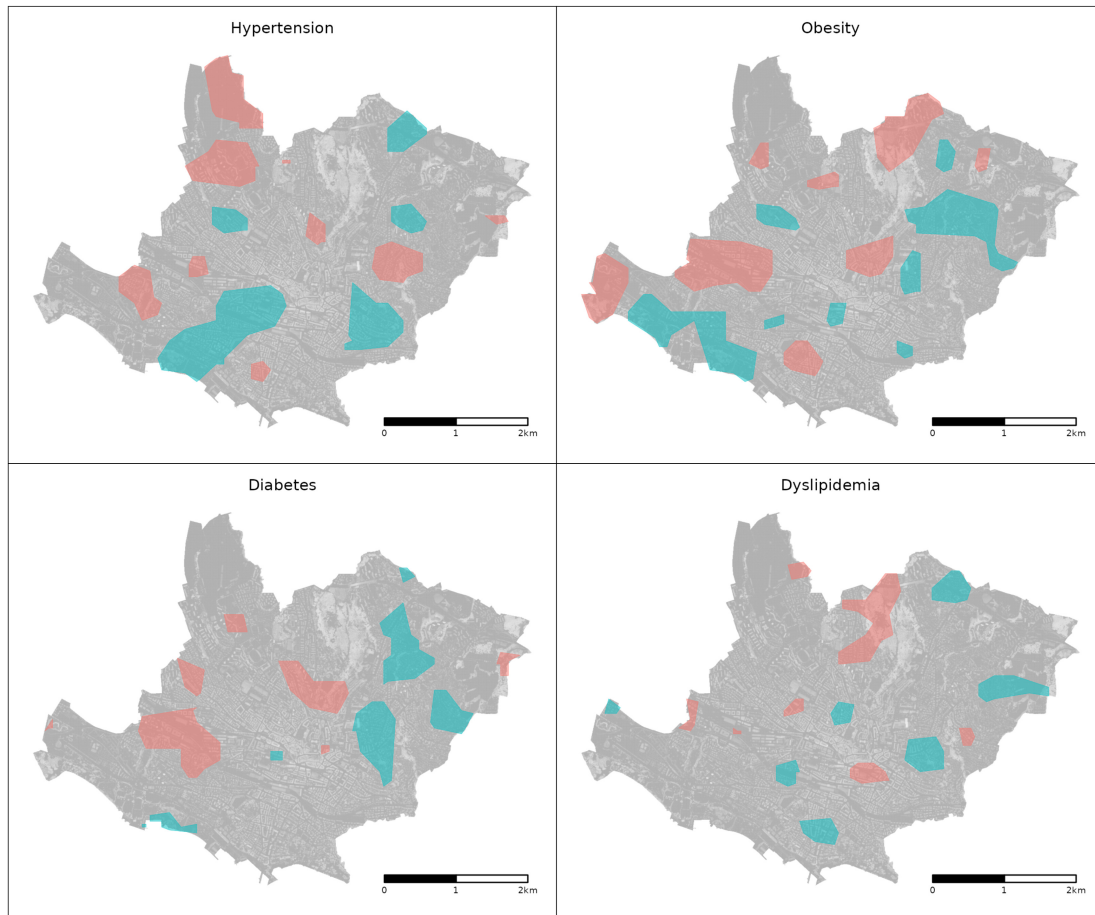 Hypertension
Obesity
0 1 2km
0 1 2km
Diabetes
Dyslipidemia
0 1 2km
0 1 2km